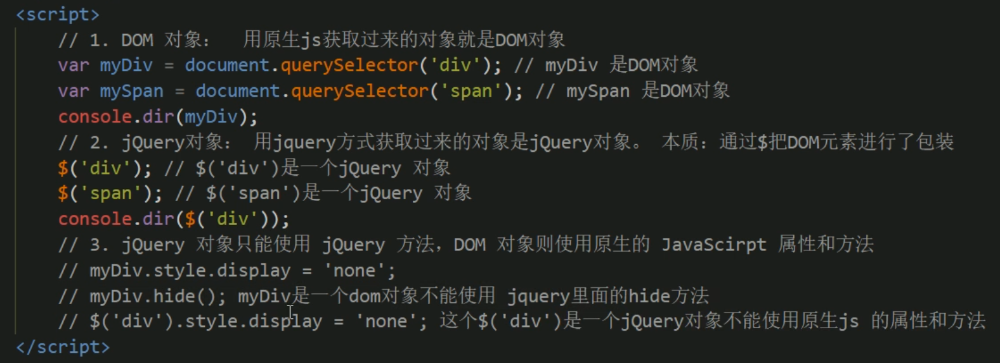 <script>
// 1. DOM 对象：  用原生js获取过来的对象就是DOM对象
var myDiv = document.querySelector('div'); // myDiv 是DOM对象
var mySpan = document.querySelector('span'); // mySpan 是DOM对象
console.dir(myDiv);
// 2. jQuery对象： 用jquery方式获取过来的对象是jQuery对象。 本质：通过$把DOM元素进行了包装
$('div'); // $('div')是一个jQuery 对象
$('span'); // $('span')是一个jQuery 对象
console.dir($('div'));
// 3. jQuery 对象只能使用 jQuery 方法，DOM 对象则使用原生的 JavaScirpt 属性和方法
// myDiv.style.display = 'none';
// myDiv.hide(); myDiv是一个dom对象不能使用 jquery里面的hide方法
// $('div').style.display = 'none'; 这个$('div')是一个jQuery对象不能使用原生js 的属性和方法
</script>